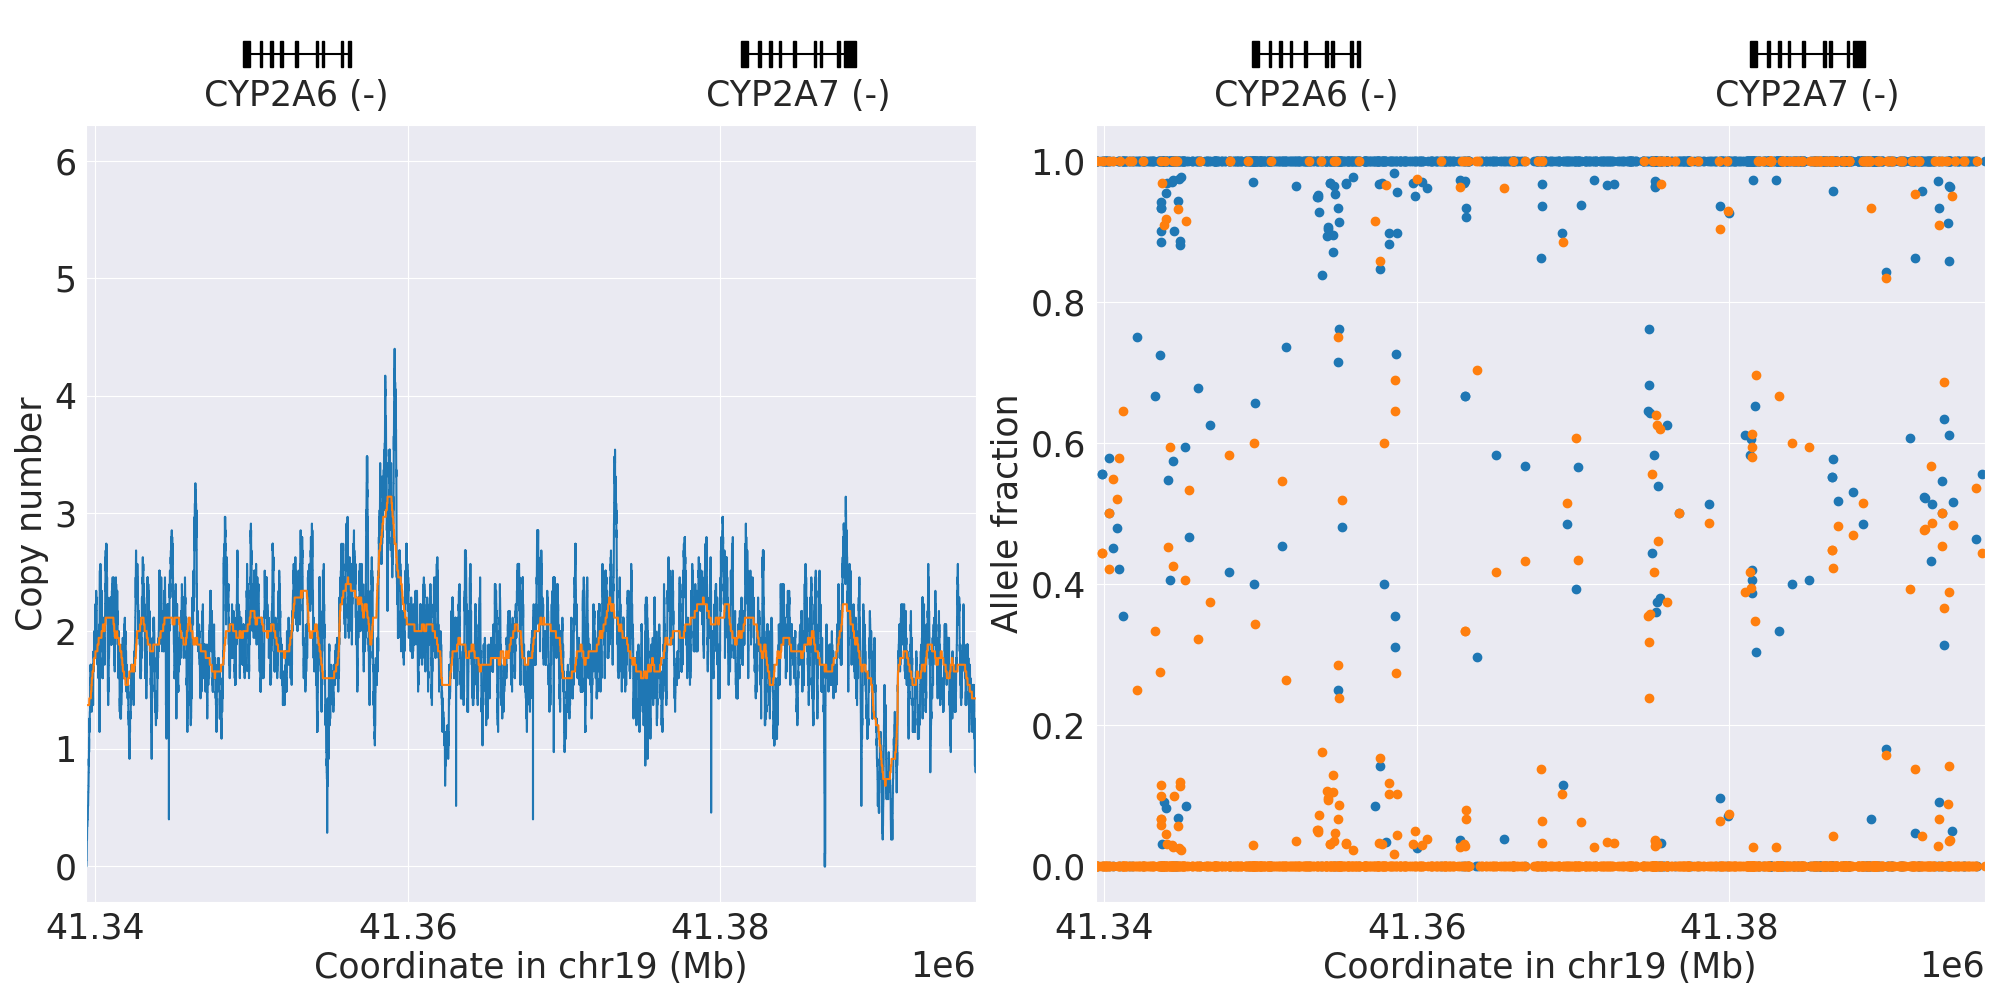 CYP2A6 (-)
CYP2A7 (-)
6
5
4
3
2
1
0
Copy number
41.34
41.36
41.38
Coordinate in chr19 (Mb)
1e6
CYP2A6 (-)
CYP2A7 (-)
1.0
0.8
0.6
0.4
0.2
0.0
Allele fraction
41.34
41.36
41.38
Coordinate in chr19 (Mb)
1e6